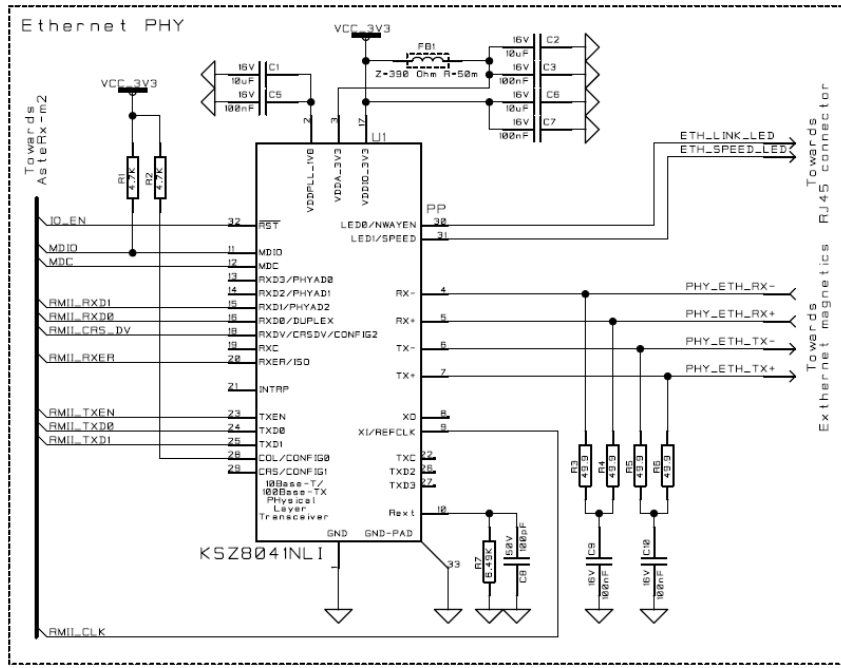 Ethernet PHY
VCC_3V3
VCC_3V3
16V C1
10uF
16V C5
100nF
FB1
Z=390 Ohm R=50m
16V C2
10uF
16V C3
100nF
16V C6
10uF
16V C7
100nF
Towards
AsteRx-m2
R1
4.7K
R2
4.7K
2
3
17
U1
VDDPLL_1V8
VDDA_3V3
VDDIO_3V3
PP
ETH_LINK_LED
ETH_SPEED_LED
Towards
RJ45 connector
IO_EN 32 RST
MDIO 11 MDIO
MDC 12 MDC
13 RXD3/PHYAD0
14 RXD2/PHYAD1
RMII_RXD1 15 RXD1/PHYAD2
RMII_RXD0 16 RXD0/DUPLEX
RMII_CRS_DV 18 RXDV/CRSDV/CONFIG2
19 RXC
RMII_RXER 20 RXER/ISO
21 INTRP
RMII_TXEN 23 TXEN
RMII_TXD0 24 TXD0
RMII_TXD1 25 TXD1
28 COL/CONFIG0
29 CRS/CONFIG1
LED0/NWAYEN 30
LED1/SPEED 31
RX- 4 PHY_ETH_RX-
RX+ 5 PHY_ETH_RX+
TX- 6 PHY_ETH_TX-
TX+ 7 PHY_ETH_TX+
XO 8
XI/REFCLK 9
TXC 22
TXD2 26
TXD3 27
Rext 10
Towards
Exthernet magnetics
10Base-T/
100Base-TX
PHysical
Layer
Transceiver
GND
GND-PAD
KSZ8041NLI
1
33
R7
6.49K
50V
100pF
C8
R3
49.9
R4
49.9
R5
49.9
R6
49.9
C9
16V
100nF
C10
16V
100nF
RMII_CLK